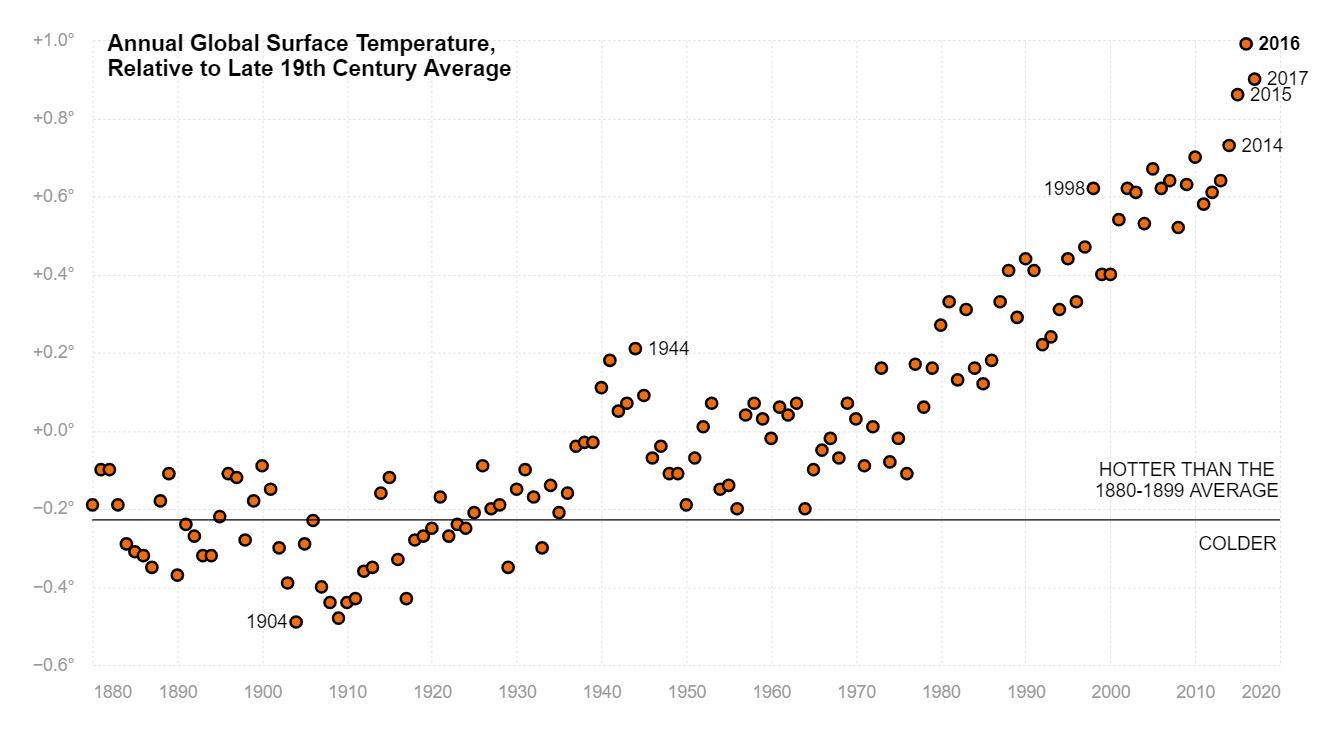 Annual Global Surface Temperature,
Relative to Late 19th Century Average
+1.0°
+0.8°
+0.6°
+0.4°
+0.2°
+0.0°
−0.2°
−0.4°
−0.6°
2016
2017
2015
2014
1998
1944
1904
HOTTER THAN THE
1880-1899 AVERAGE
COLDER
1880 1890 1900 1910 1920 1930 1940 1950 1960 1970 1980 1990 2000 2010 2020